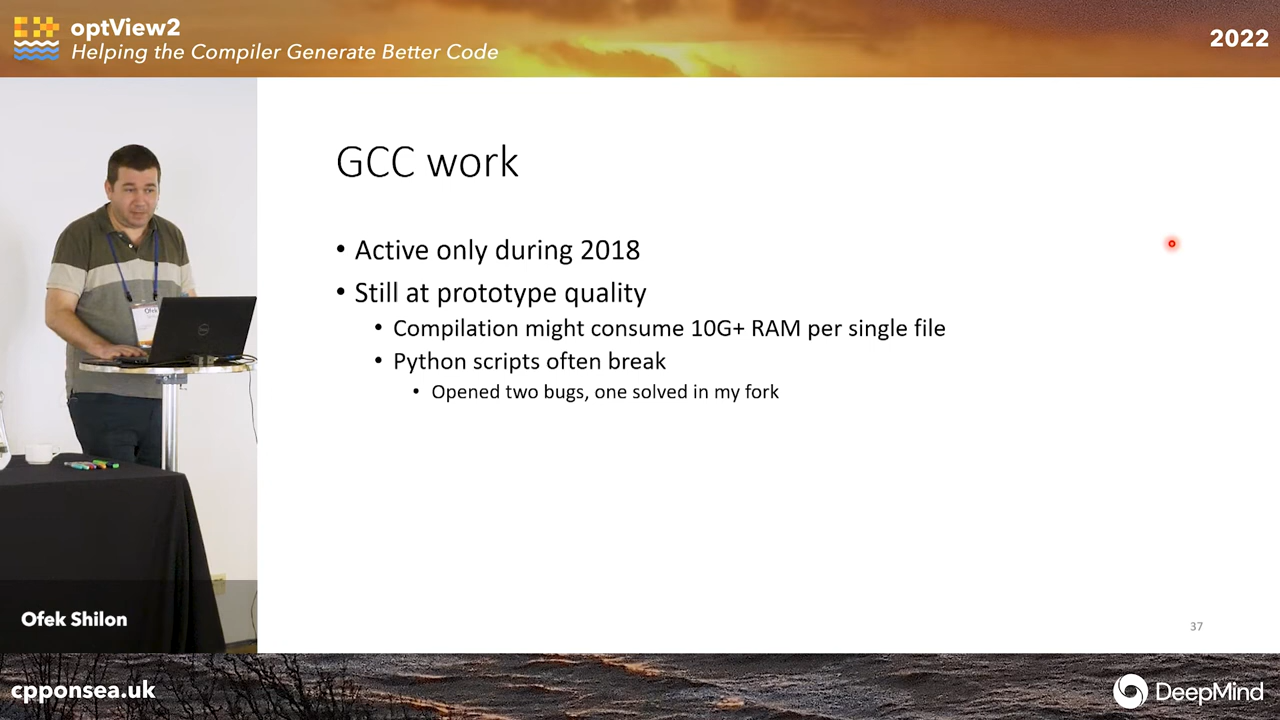 optView2
Helping the Compiler Generate Better Code
2022
GCC work
• Active only during 2018
• Still at prototype quality
• Compilation might consume 10G+ RAM per single file
• Python scripts often break
• Opened two bugs, one solved in my fork
Ofek
Ofek Shilon
37
cpponsea.uk
DeepMind